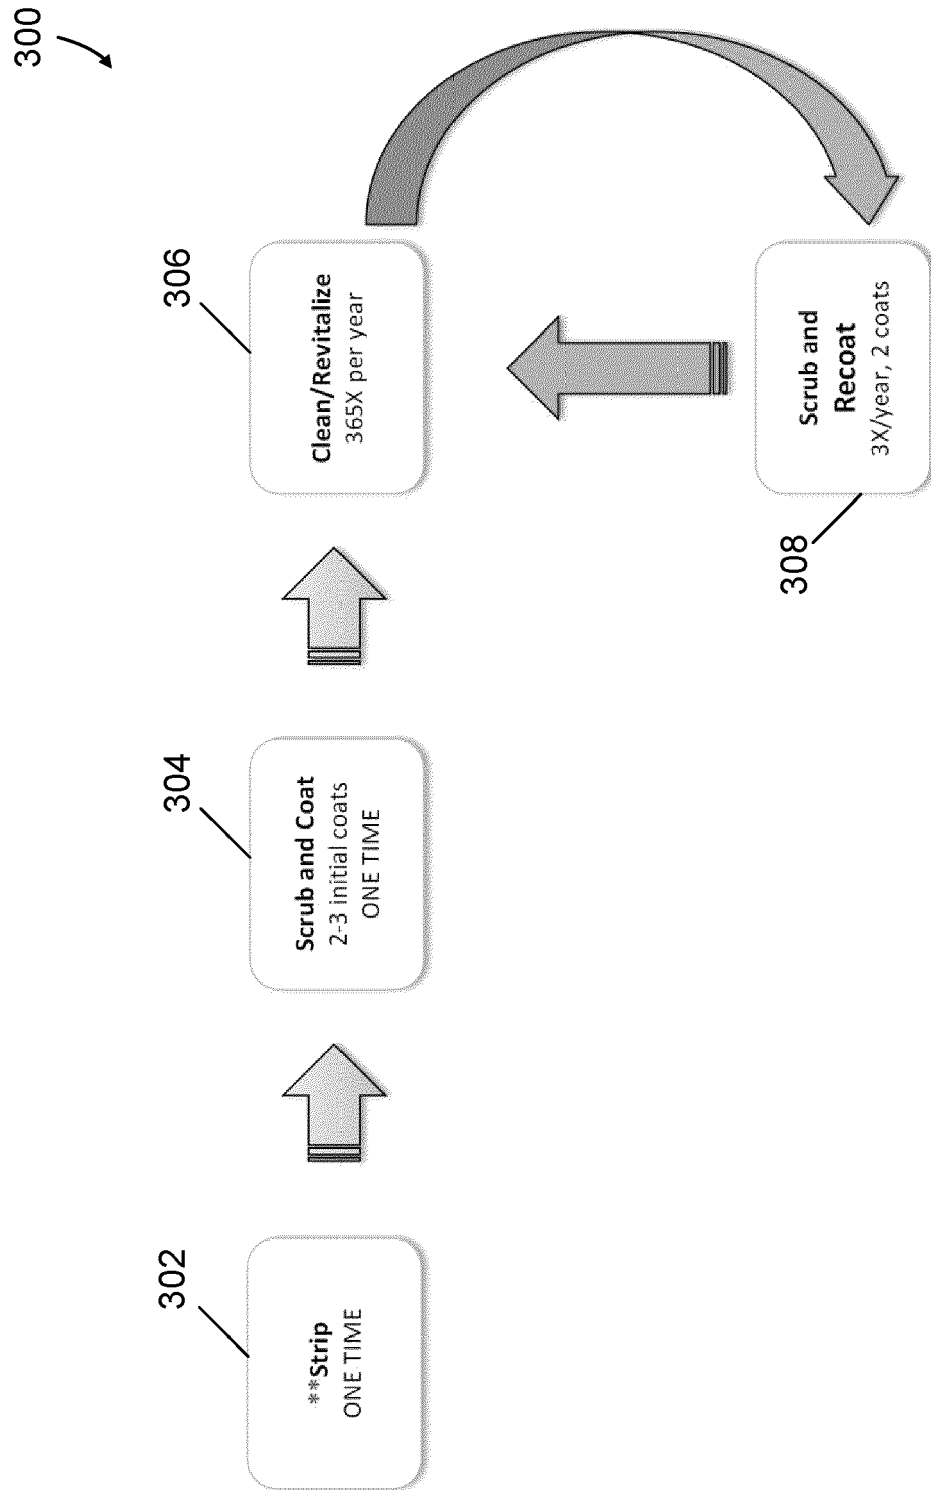 300
302
**Strip
ONE TIME
304
Scrub and Coat
2-3 initial coats
ONE TIME
306
Clean/Revitalize
365X per year
308
Scrub and
Recoat
3X/year, 2 coats